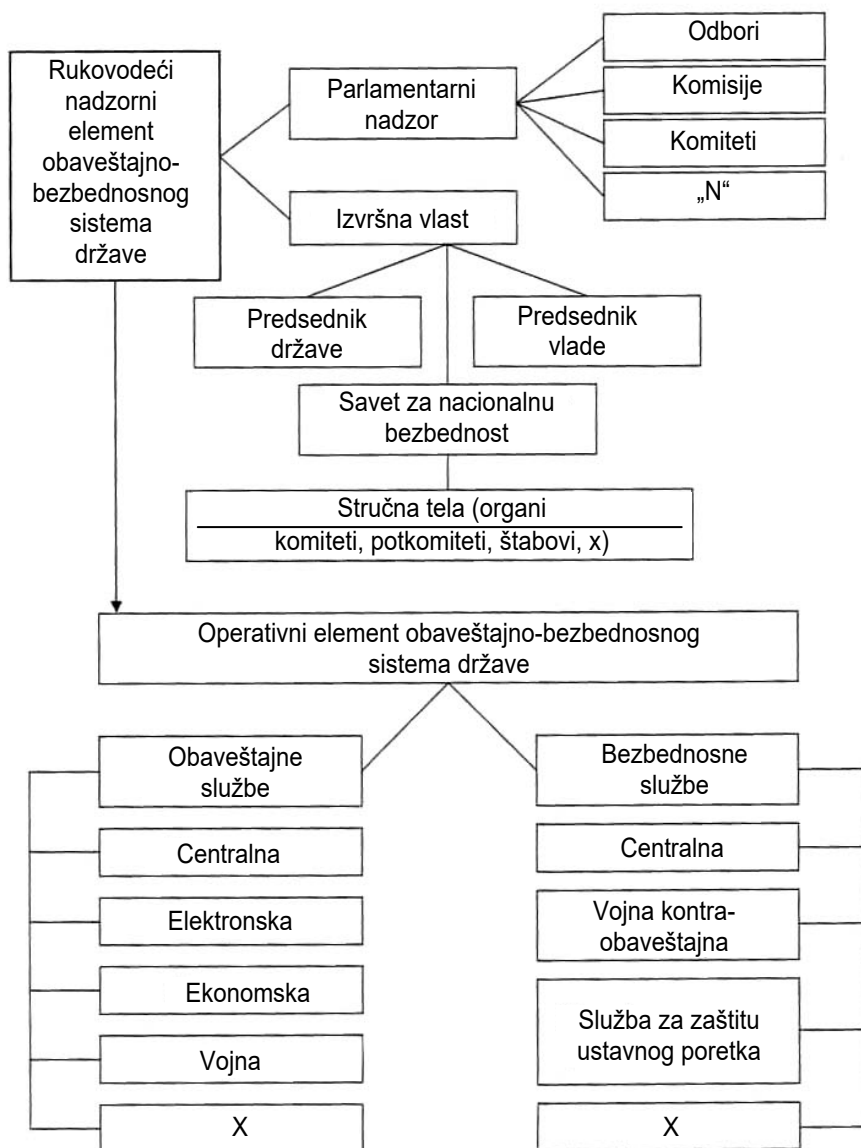 Rukovodeći
nadzorni
element
obaveštajno-
bezbednosnog
sistema
države
Parlamentarni
nadzor
Odbori
Komisije
Komiteti
„N“
Izvršna vlast
Predsednik
države
Predsednik
vlade
Savet za nacionalnu
bezbednost
Stručna tela (organi
komiteti, potkomiteti, štabovi, x)
Operativni element obaveštajno-bezbednosnog
sistema države
Obaveštajne
službe
Centralna
Elektronska
Ekonomska
Vojna
X
Bezbednosne
službe
Centralna
Vojna kontra-
obaveštajna
Služba za zaštitu
ustavnog poretka
X